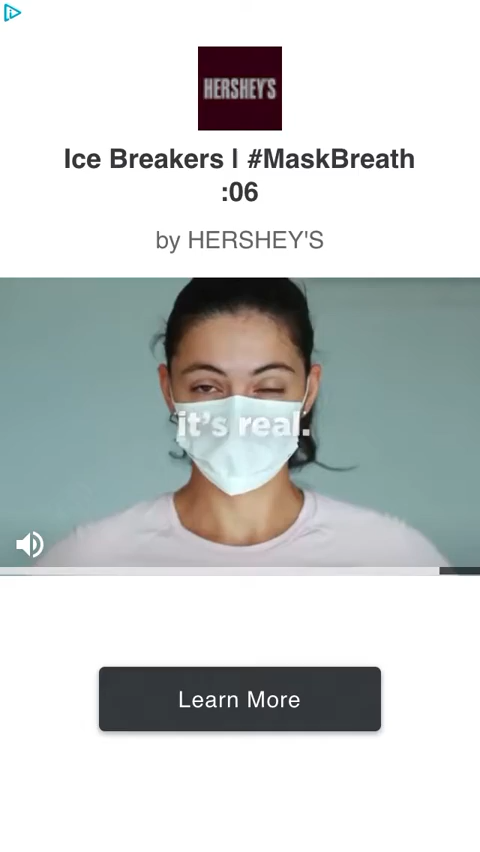 HERSHEY'S
Ice Breakers | #MaskBreath
:06
by HERSHEY'S
it's real.
Learn More